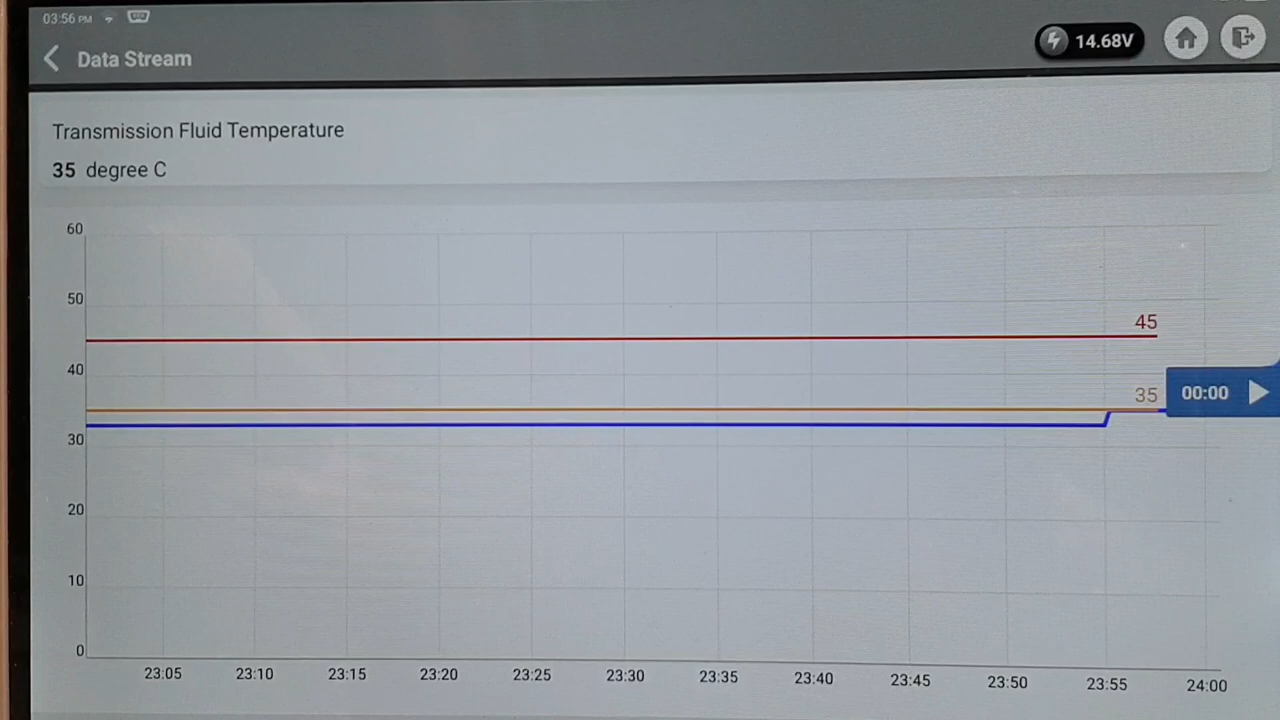 03:56 PM
Data Stream
14.68V
Transmission Fluid Temperature
35 degree C
60
50
45
40
35
00:00
30
20
10
0
23:05 23:10 23:15 23:20 23:25 23:30 23:35 23:40 23:45 23:50 23:55 24:00